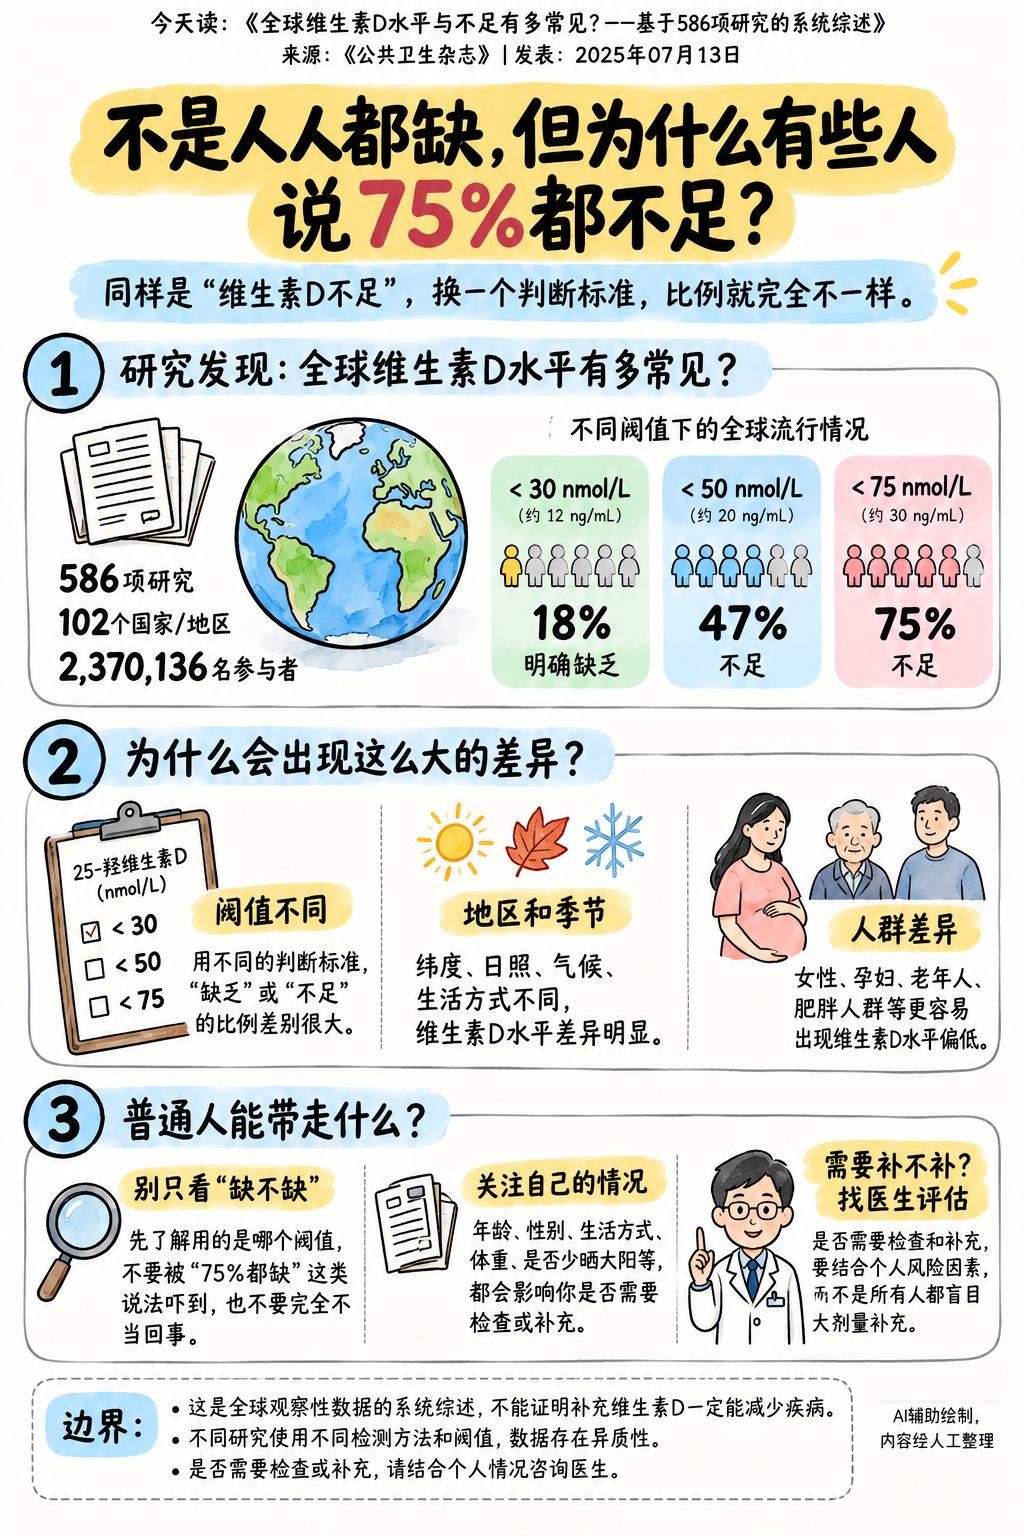 今天读：《全球维生素D水平与不足有多常见？——基于586项研究的系统综述》
来源：《公共卫生杂志》 | 发表：2025年07月13日
不是人人都缺，但为什么有些人
说75%都不足？
同样是“维生素D不足”，换一个判断标准，比例就完全不一样。
1 研究发现：全球维生素D水平有多常见？
586项研究
102个国家/地区
2,370,136名参与者
不同阈值下的全球流行情况
< 30 nmol/L
（约 12 ng/mL）
18%
明确缺乏
< 50 nmol/L
（约 20 ng/mL）
47%
不足
< 75 nmol/L
（约 30 ng/mL）
75%
不足
2 为什么会出现这么大的差异？
25-羟维生素D
(nmol/L)
< 30
< 50
< 75
阈值不同
用不同的判断标准，
“缺乏”或“不足”
的比例差别很大。
地区和季节
纬度、日照、气候、
生活方式不同，
维生素D水平差异明显。
人群差异
女性、孕妇、老年人、
肥胖人群等更容易
出现维生素D水平偏低。
3 普通人能带走什么？
别只看“缺不缺”
先了解用的是哪个阈值，
不要被“75%都缺”这类
说法吓到，也不要完全不
当回事。
关注自己的情况
年龄、性别、生活方式、
体重、是否少晒大阳等，
都会影响你是否需要
检查或补充。
需要补不补？
找医生评估
是否需要检查和补充，
要结合个人风险因素，
而不是所有人都盲目
大剂量补充。
边界：
• 这是全球观察性数据的系统综述，不能证明补充维生素D一定能减少疾病。
• 不同研究使用不同检测方法和阈值，数据存在异质性。
• 是否需要检查或补充，请结合个人情况咨询医生。
AI辅助绘制，
内容经人工整理